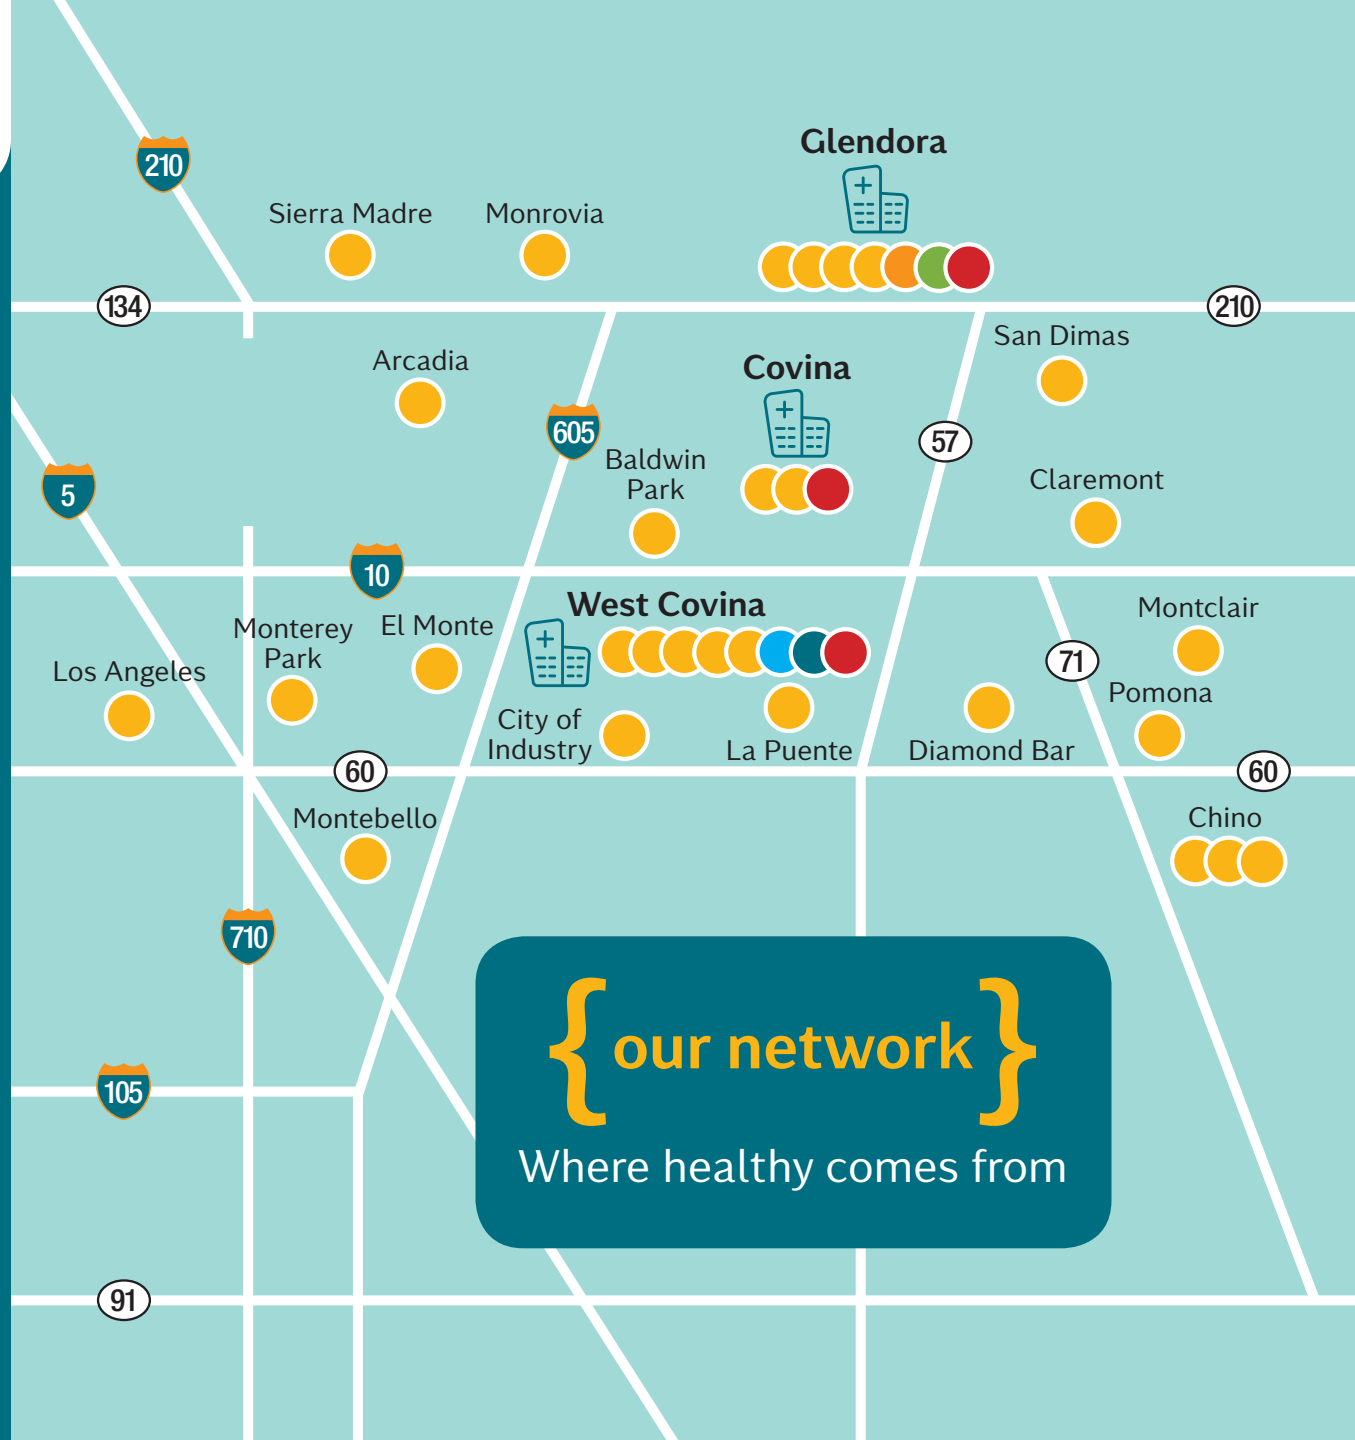 210
Glendora
Sierra Madre
Monrovia
134
210
San Dimas
Arcadia
Covina
605
57
Baldwin
Park
Claremont
5
10
West Covina
Montclair
Monterey
Park
El Monte
Los Angeles
71
Pomona
City of
Industry
La Puente
Diamond Bar
60
60
Montebello
Chino
710
{ our network }
Where healthy comes from
105
91